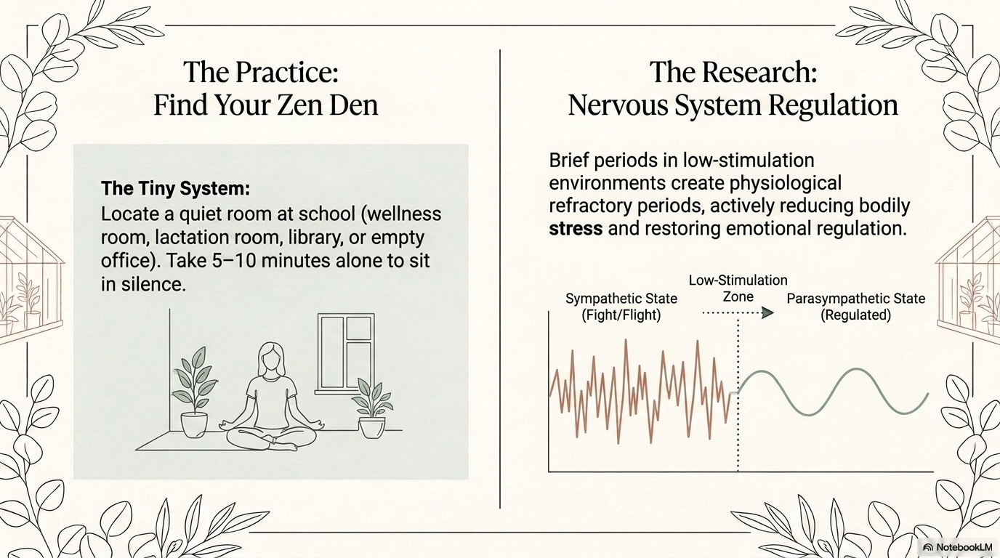 The Practice:
Find Your Zen Den
The Tiny System:
Locate a quiet room at school (wellness
room, lactation room, library, or empty
office). Take 5–10 minutes alone to sit
in silence.
The Research:
Nervous System Regulation
Brief periods in low-stimulation
environments create physiological
refractory periods, actively reducing bodily
stress and restoring emotional regulation.
Sympathetic State
(Fight/Flight)
Low-Stimulation
Zone
Parasympathetic State
(Regulated)
NotebookLM